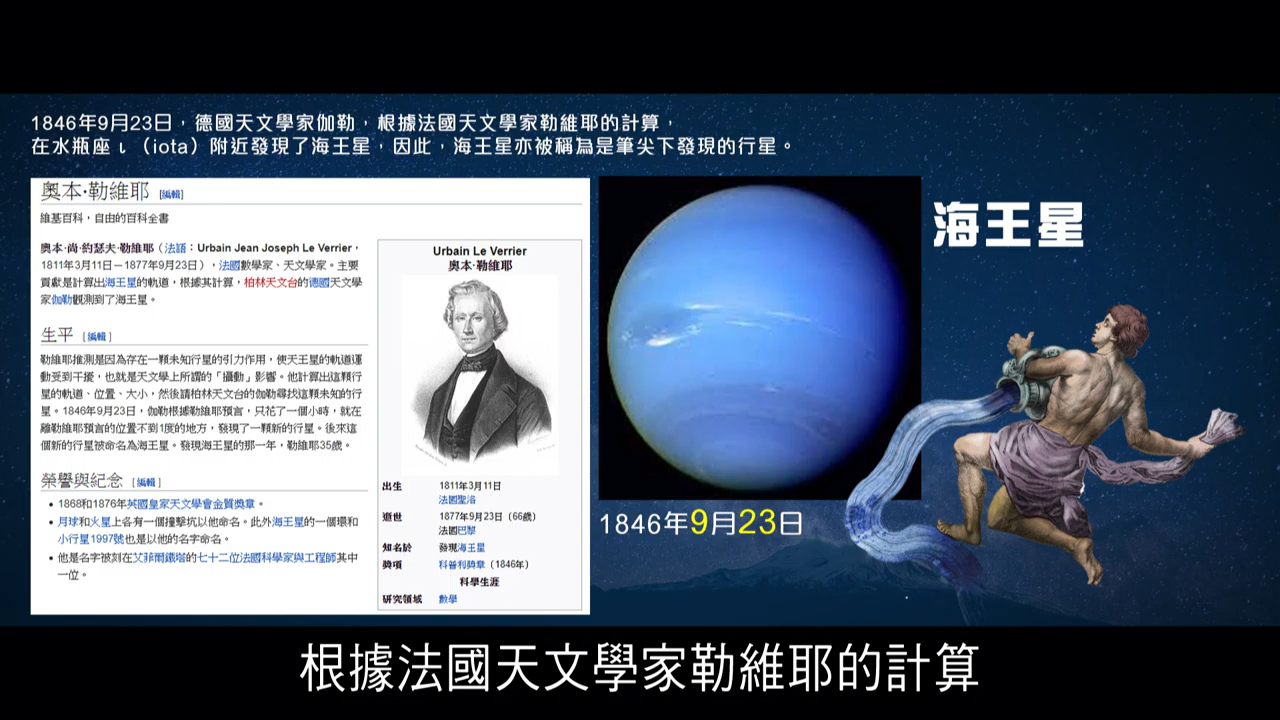 1846年9月23日，德國天文學家伽勒，根據法國天文學家勒維耶的計算，
在水瓶座 ι （iota）附近發現了海王星，因此，海王星亦被稱為是筆尖下發現的行星。
奧本·勒維耶 [編輯]
維基百科，自由的百科全書
奧本·尚·約瑟夫·勒維耶（法語：Urbain Jean Joseph Le Verrier，
1811年3月11日－1877年9月23日），法國數學家、天文學家。主要
貢獻是計算出海王星的軌道，根據其計算，柏林天文台的德國天文學
家伽勒觀測到了海王星。
生平 [編輯]
勒維耶推測是因為存在一顆未知行星的引力作用，使天王星的軌道運
動受到干擾，也就是天文學上所謂的「攝動」影響。他計算出這顆行
星的軌道、位置、大小，然後請柏林天文台的伽勒尋找這顆未知的行
星。1846年9月23日，伽勒根據勒維耶預言，只花了一個小時，就在
離勒維耶預言的位置不到1度的地方，發現了一顆新的行星。後來這
個新的行星被命名為海王星。發現海王星的那一年，勒維耶35歲。
榮譽與紀念 [編輯]
• 1868和1876年英國皇家天文學會金質獎章。
• 月球和火星上各有一個撞擊坑以他命名。此外海王星的一個環和
小行星1997號也是以他的名字命名。
• 他是名字被刻在艾菲爾鐵塔的七十二位法國科學家與工程師其中
一位。
Urbain Le Verrier
奧本·勒維耶
出生 1811年3月11日
法國聖洛
逝世 1877年9月23日（66歲）
法國巴黎
知名於 發現海王星
獎項 科普利獎章（1846年）
科學生涯
研究領域 數學
海王星
1846年9月23日
根據法國天文學家勒維耶的計算